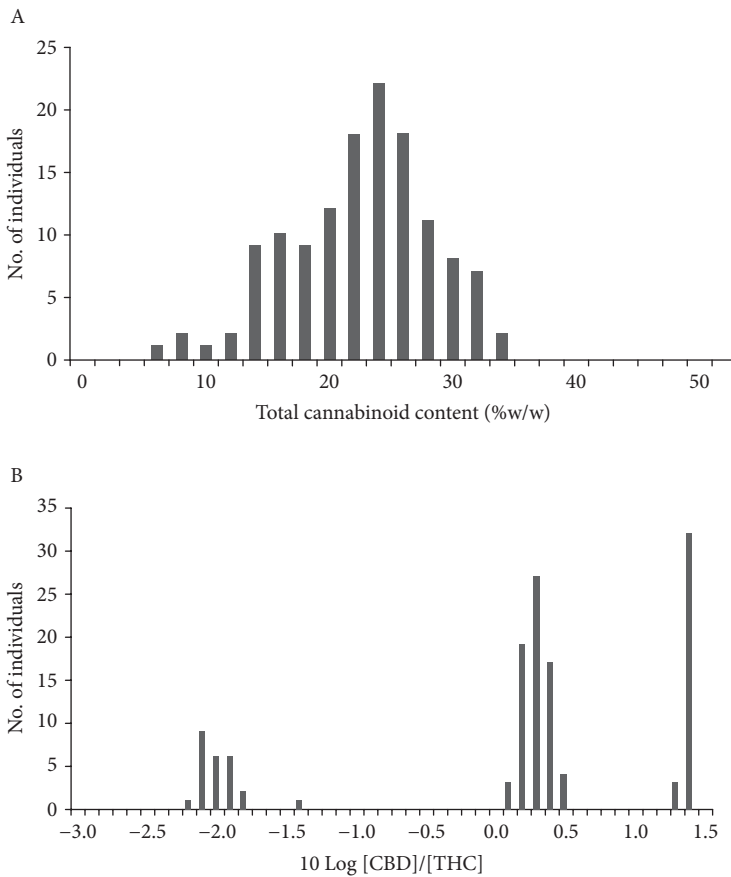 A
25
20
15
10
5
0
No. of individuals
0 10 20 30 40 50
Total cannabinoid content (%w/w)
B
35
30
25
20
15
10
5
0
No. of individuals
−3.0 −2.5 −2.0 −1.5 −1.0 −0.5 0.0 0.5 1.0 1.5
10 Log [CBD]/[THC]